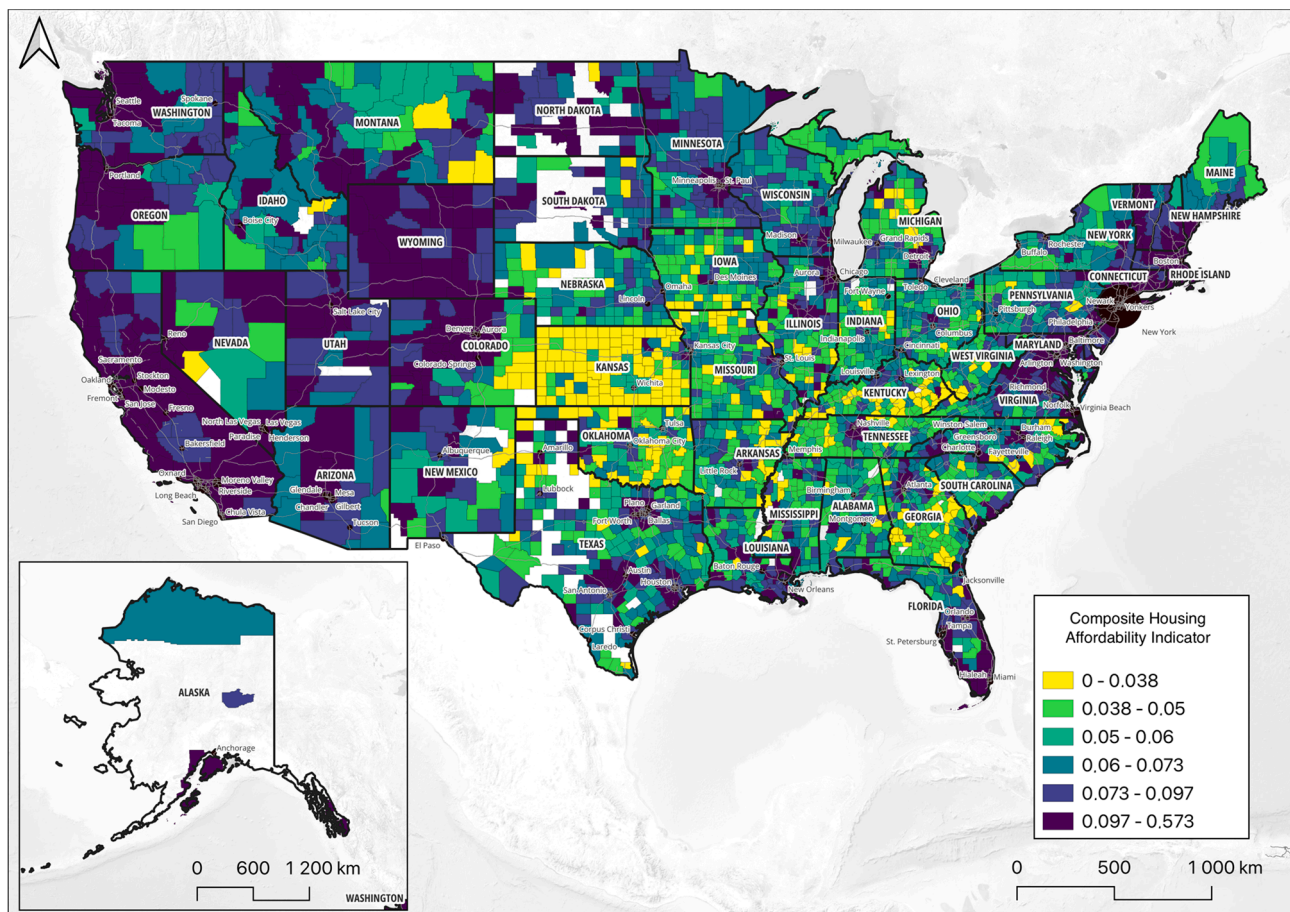 Seattle
Spokane
WASHINGTON
Tacoma
MONTANA
NORTH DAKOTA
MINNESOTA
Portland
Minneapolis
St. Paul
MAINE
IDAHO
Boise City
OREGON
SOUTH DAKOTA
WISCONSIN
VERMONT
MICHIGAN
NEW HAMPSHIRE
WYOMING
Madison
Milwaukee
Grand Rapids
NEW YORK
Rochester
Buffalo
Detroit
Boston
IOWA
Des Moines
Aurora
Chicago
CONNECTICUT
RHODE ISLAND
Omaha
NEBRASKA
Lincoln
Fort Wayne
Toledo
Cleveland
PENNSYLVANIA
Newark
Yonkers
Pittsburgh
Salt Lake City
Reno
NEVADA
UTAH
Denver
Aurora
COLORADO
Colorado Springs
ILLINOIS
INDIANA
Indianapolis
OHIO
Columbus
Philadelphia
New York
Sacramento
Oakland
Stockton
Modesto
Fremont
San Jose
Fresno
KANSAS
Wichita
Kansas City
MISSOURI
St. Louis
Cincinnati
MARYLAND
Baltimore
WEST VIRGINIA
Arlington
Washington
Louisville
Lexington
KENTUCKY
Richmond
VIRGINIA
Norfolk
Virginia Beach
North Las Vegas
Las Vegas
Paradise
Henderson
Bakersfield
Tulsa
OKLAHOMA
Oklahoma City
Nashville
TENNESSEE
Winston-Salem
Durham
Greensboro
Raleigh
Charlotte
Fayetteville
Albuquerque
Amarillo
ARKANSAS
Memphis
Oxnard
Moreno Valley
Riverside
Long Beach
ARIZONA
NEW MEXICO
Glendale
Mesa
Chandler
Gilbert
Little Rock
Lubbock
Atlanta
SOUTH CAROLINA
Birmingham
San Diego
Chula Vista
Tucson
Plano
Garland
Fort Worth
Dallas
MISSISSIPPI
ALABAMA
Montgomery
GEORGIA
El Paso
TEXAS
LOUISIANA
Baton Rouge
Austin
Houston
San Antonio
New Orleans
Jacksonville
FLORIDA
Orlando
Tampa
St. Petersburg
Corpus Christi
Laredo
Hialeah
Miami
Composite Housing
Affordability Indicator
0 - 0.038
0.038 - 0.05
0.05 - 0.06
0.06 - 0.073
0.073 - 0.097
0.097 - 0.573
ALASKA
Anchorage
0 600 1 200 km
WASHINGTON
0 500 1 000 km